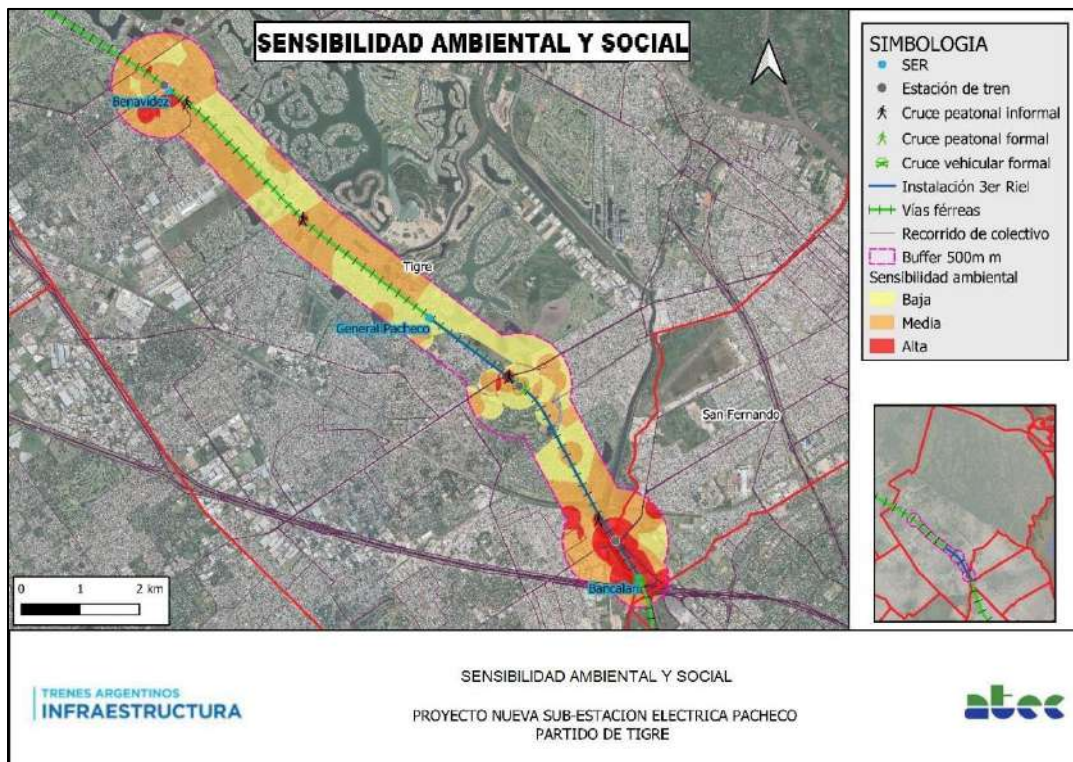 SENSIBILIDAD AMBIENTAL Y SOCIAL
Benavídez
Tigre
General Pacheco
San Fernando
Bancalari
0 1 2 km
SIMBOLOGIA
SER
Estación de tren
Cruce peatonal informal
Cruce peatonal formal
Cruce vehicular formal
Instalación 3er Riel
Vías férreas
Recorrido de colectivo
Buffer 500m m
Sensibilidad ambiental
Baja
Media
Alta
TRENES ARGENTINOS
INFRAESTRUCTURA
SENSIBILIDAD AMBIENTAL Y SOCIAL
PROYECTO NUEVA SUB-ESTACION ELECTRICA PACHECO
PARTIDO DE TIGRE
atec